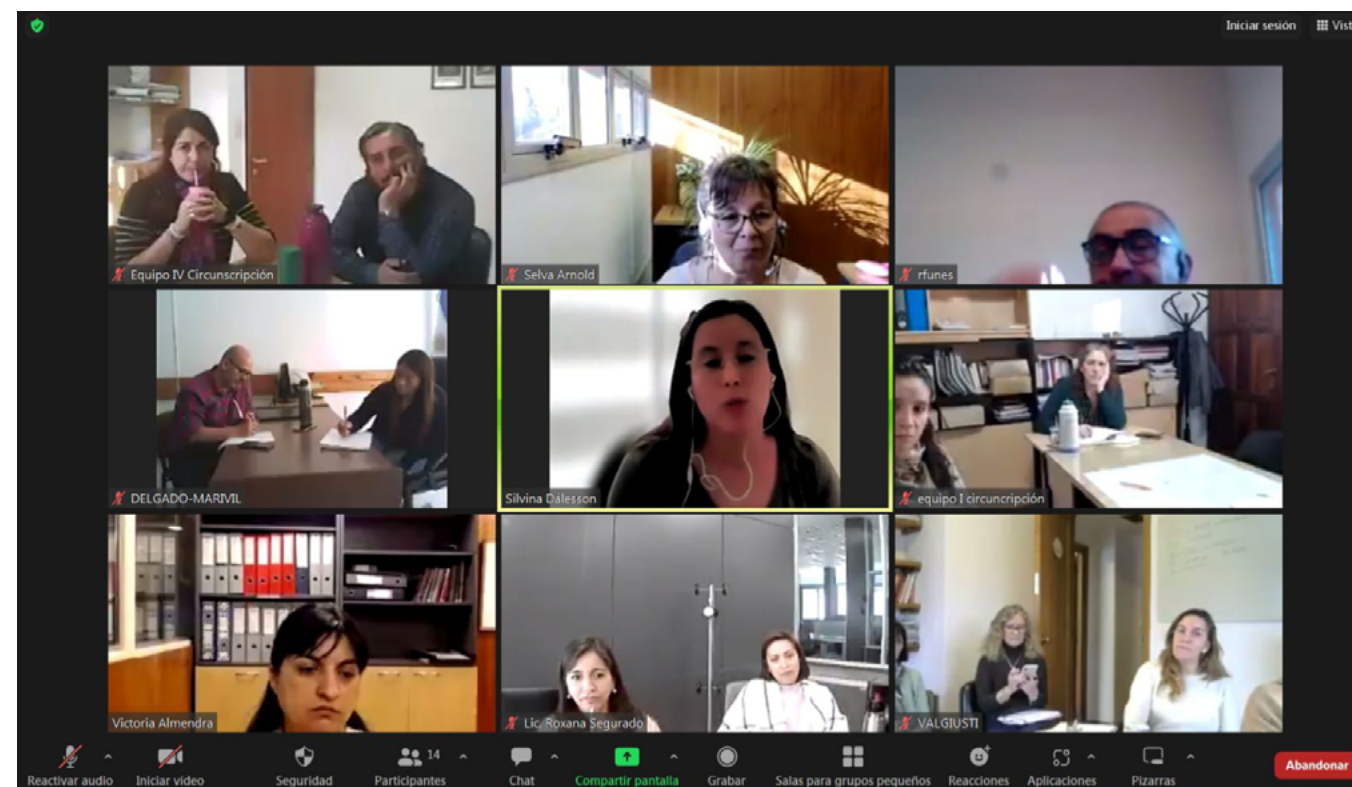 Iniciar sesión
Vist
Equipo IV Circunscripción
Selva Arnold
rfunes
DELGADO-MARIVIL
Silvina Dalesson
equipo I circuncripción
Victoria Almendra
Lic. Roxana Segurado
VALGIUSTI
Reactivar audio
Iniciar video
Seguridad
14
Participantes
Chat
Compartir pantalla
Grabar
Salas para grupos pequeños
Reacciones
Aplicaciones
Pizarras
Abandonar